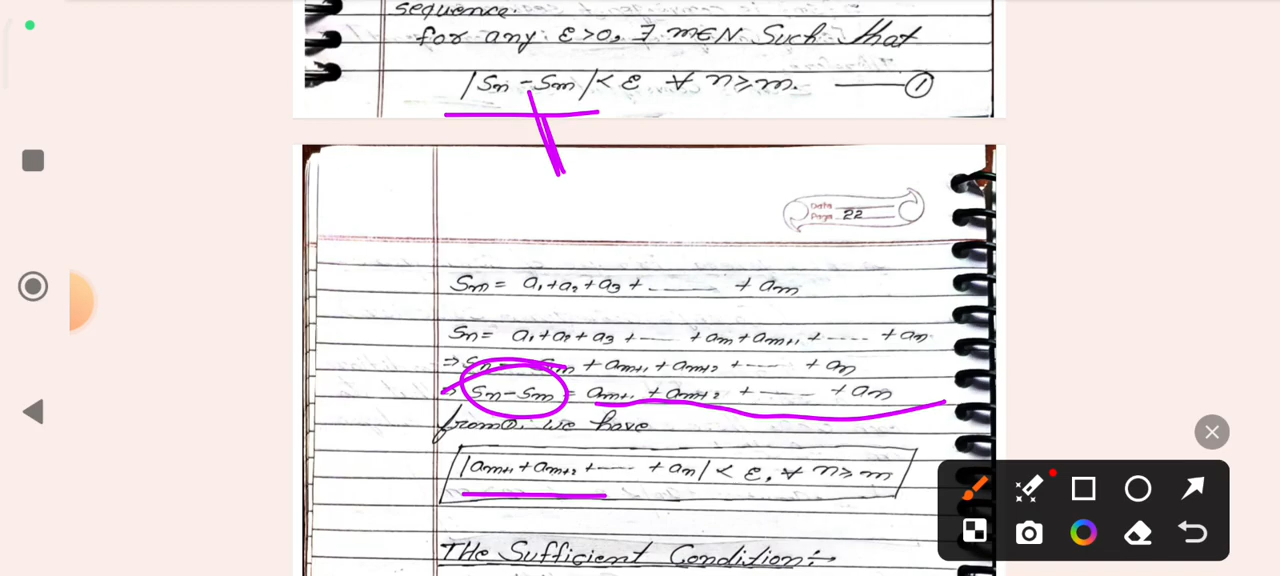 sequence.
for any ε>0, ∃ m∈N Such that
|Sn - Sm| < ε ∀ n≥m. ——①
Date
Page 22
Sm = a1+a2+a3+------ + am
Sn = a1+a2+a3+---- +am+am+1+----- +an
⇒ Sn = Sm + am+1 + am+2 +---- + an
⇒ Sn-Sm = am+1 + am+2 + ----- + an
from①, we have
|am+1 + am+2 +----- + an| < ε, ∀ n≥m
THe Sufficient Condition:→